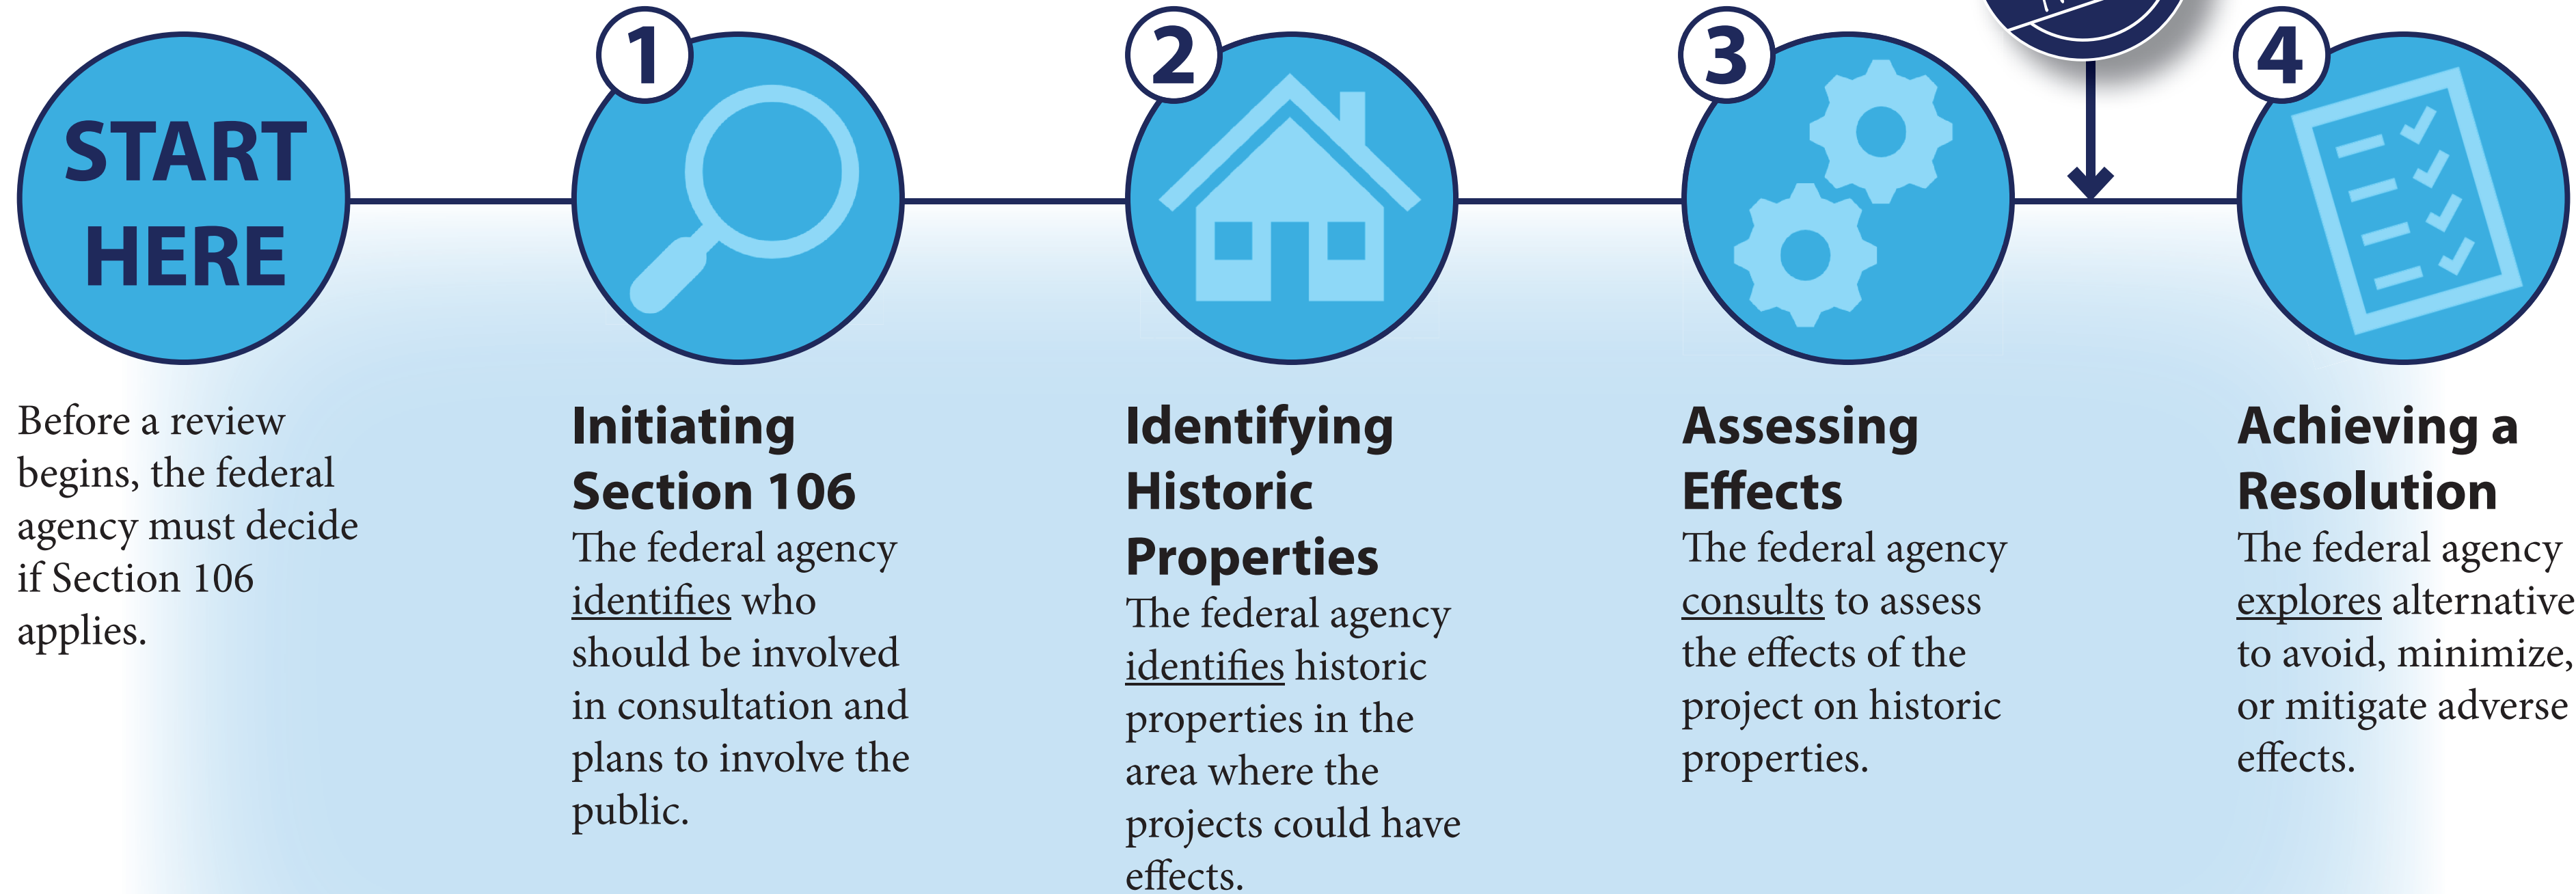 START
HERE
Before a review
begins, the federal
agency must decide
if Section 106
applies.
1
Initiating
Section 106
The federal agency
identifies who
should be involved
in consultation and
plans to involve the
public.
2
Identifying
Historic
Properties
The federal agency
identifies historic
properties in the
area where the
projects could have
effects.
3
Assessing
Effects
The federal agency
consults to assess
the effects of the
project on historic
properties.
4
Achieving a
Resolution
The federal agency
explores alternative
to avoid, minimize,
or mitigate adverse
effects.